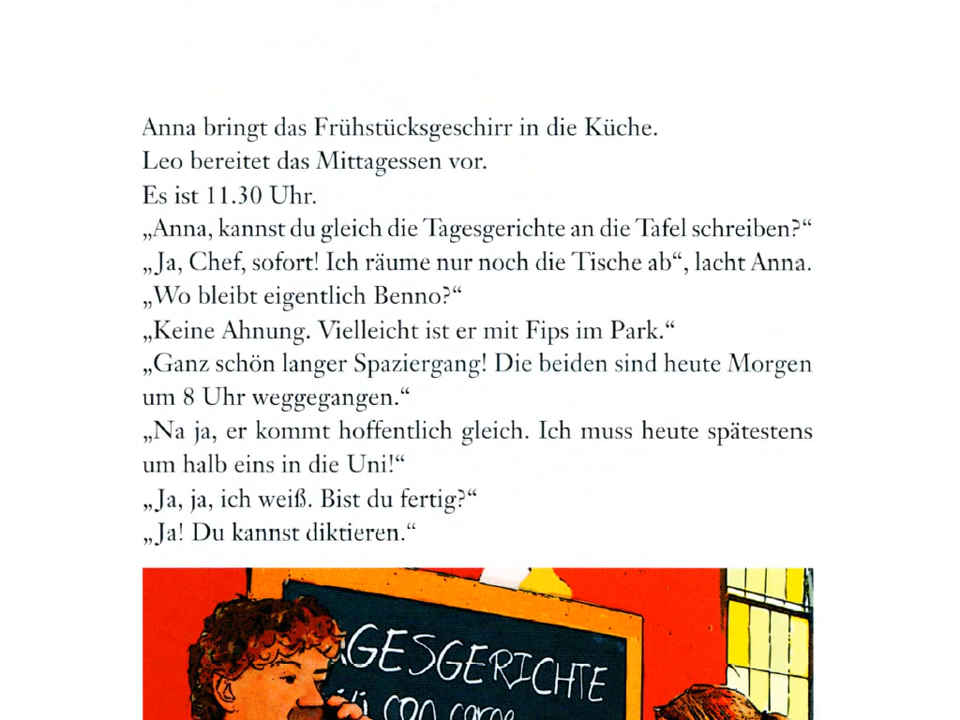 Anna bringt das Frühstücksgeschirr in die Küche.
Leo bereitet das Mittagessen vor.
Es ist 11.30 Uhr.
„Anna, kannst du gleich die Tagesgerichte an die Tafel schreiben?“
„Ja, Chef, sofort! Ich räume nur noch die Tische ab“, lacht Anna.
„Wo bleibt eigentlich Benno?“
„Keine Ahnung. Vielleicht ist er mit Fips im Park.“
„Ganz schön langer Spaziergang! Die beiden sind heute Morgen
um 8 Uhr weggegangen.“
„Na ja, er kommt hoffentlich gleich. Ich muss heute spätestens
um halb eins in die Uni!“
„Ja, ja, ich weiß. Bist du fertig?“
„Ja! Du kannst diktieren.“
AGESGERICHTE
con carne